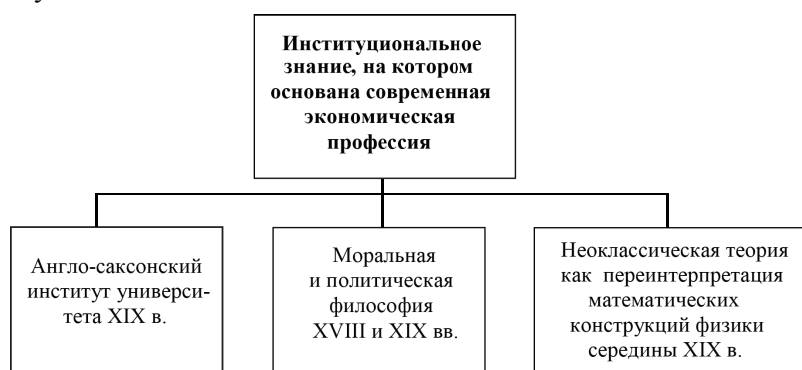 Институциональное
знание, на котором
основана современная
экономическая
профессия
Англо-саксонский
институт универси-
тета XIX в.
Моральная
и политическая
философия
XVIII и XIX вв.
Неоклассическая теория
как переинтерпретация
математических
конструкций физики
середины XIX в.